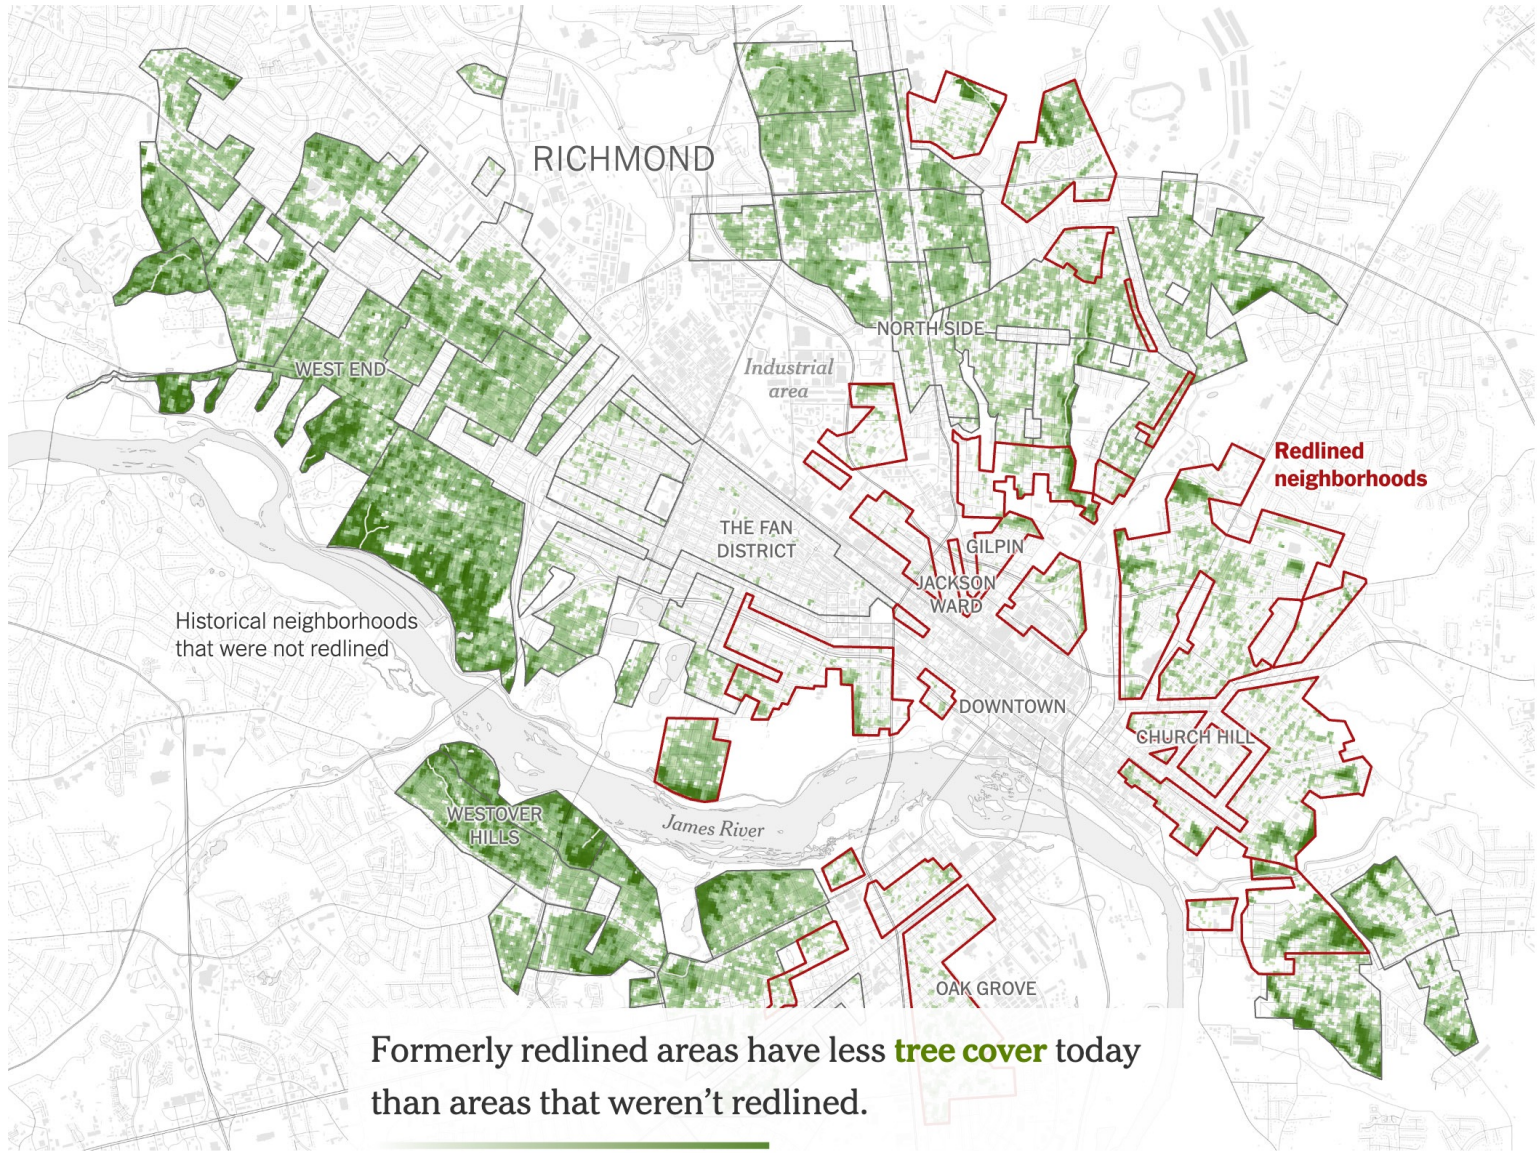 RICHMOND
NORTH SIDE
WEST END
Industrial
area
Redlined
neighborhoods
THE FAN
DISTRICT
GILPIN
JACKSON
WARD
Historical neighborhoods
that were not redlined
DOWNTOWN
CHURCH HILL
WESTOVER
HILLS
James River
OAK GROVE
Formerly redlined areas have less tree cover today
than areas that weren’t redlined.